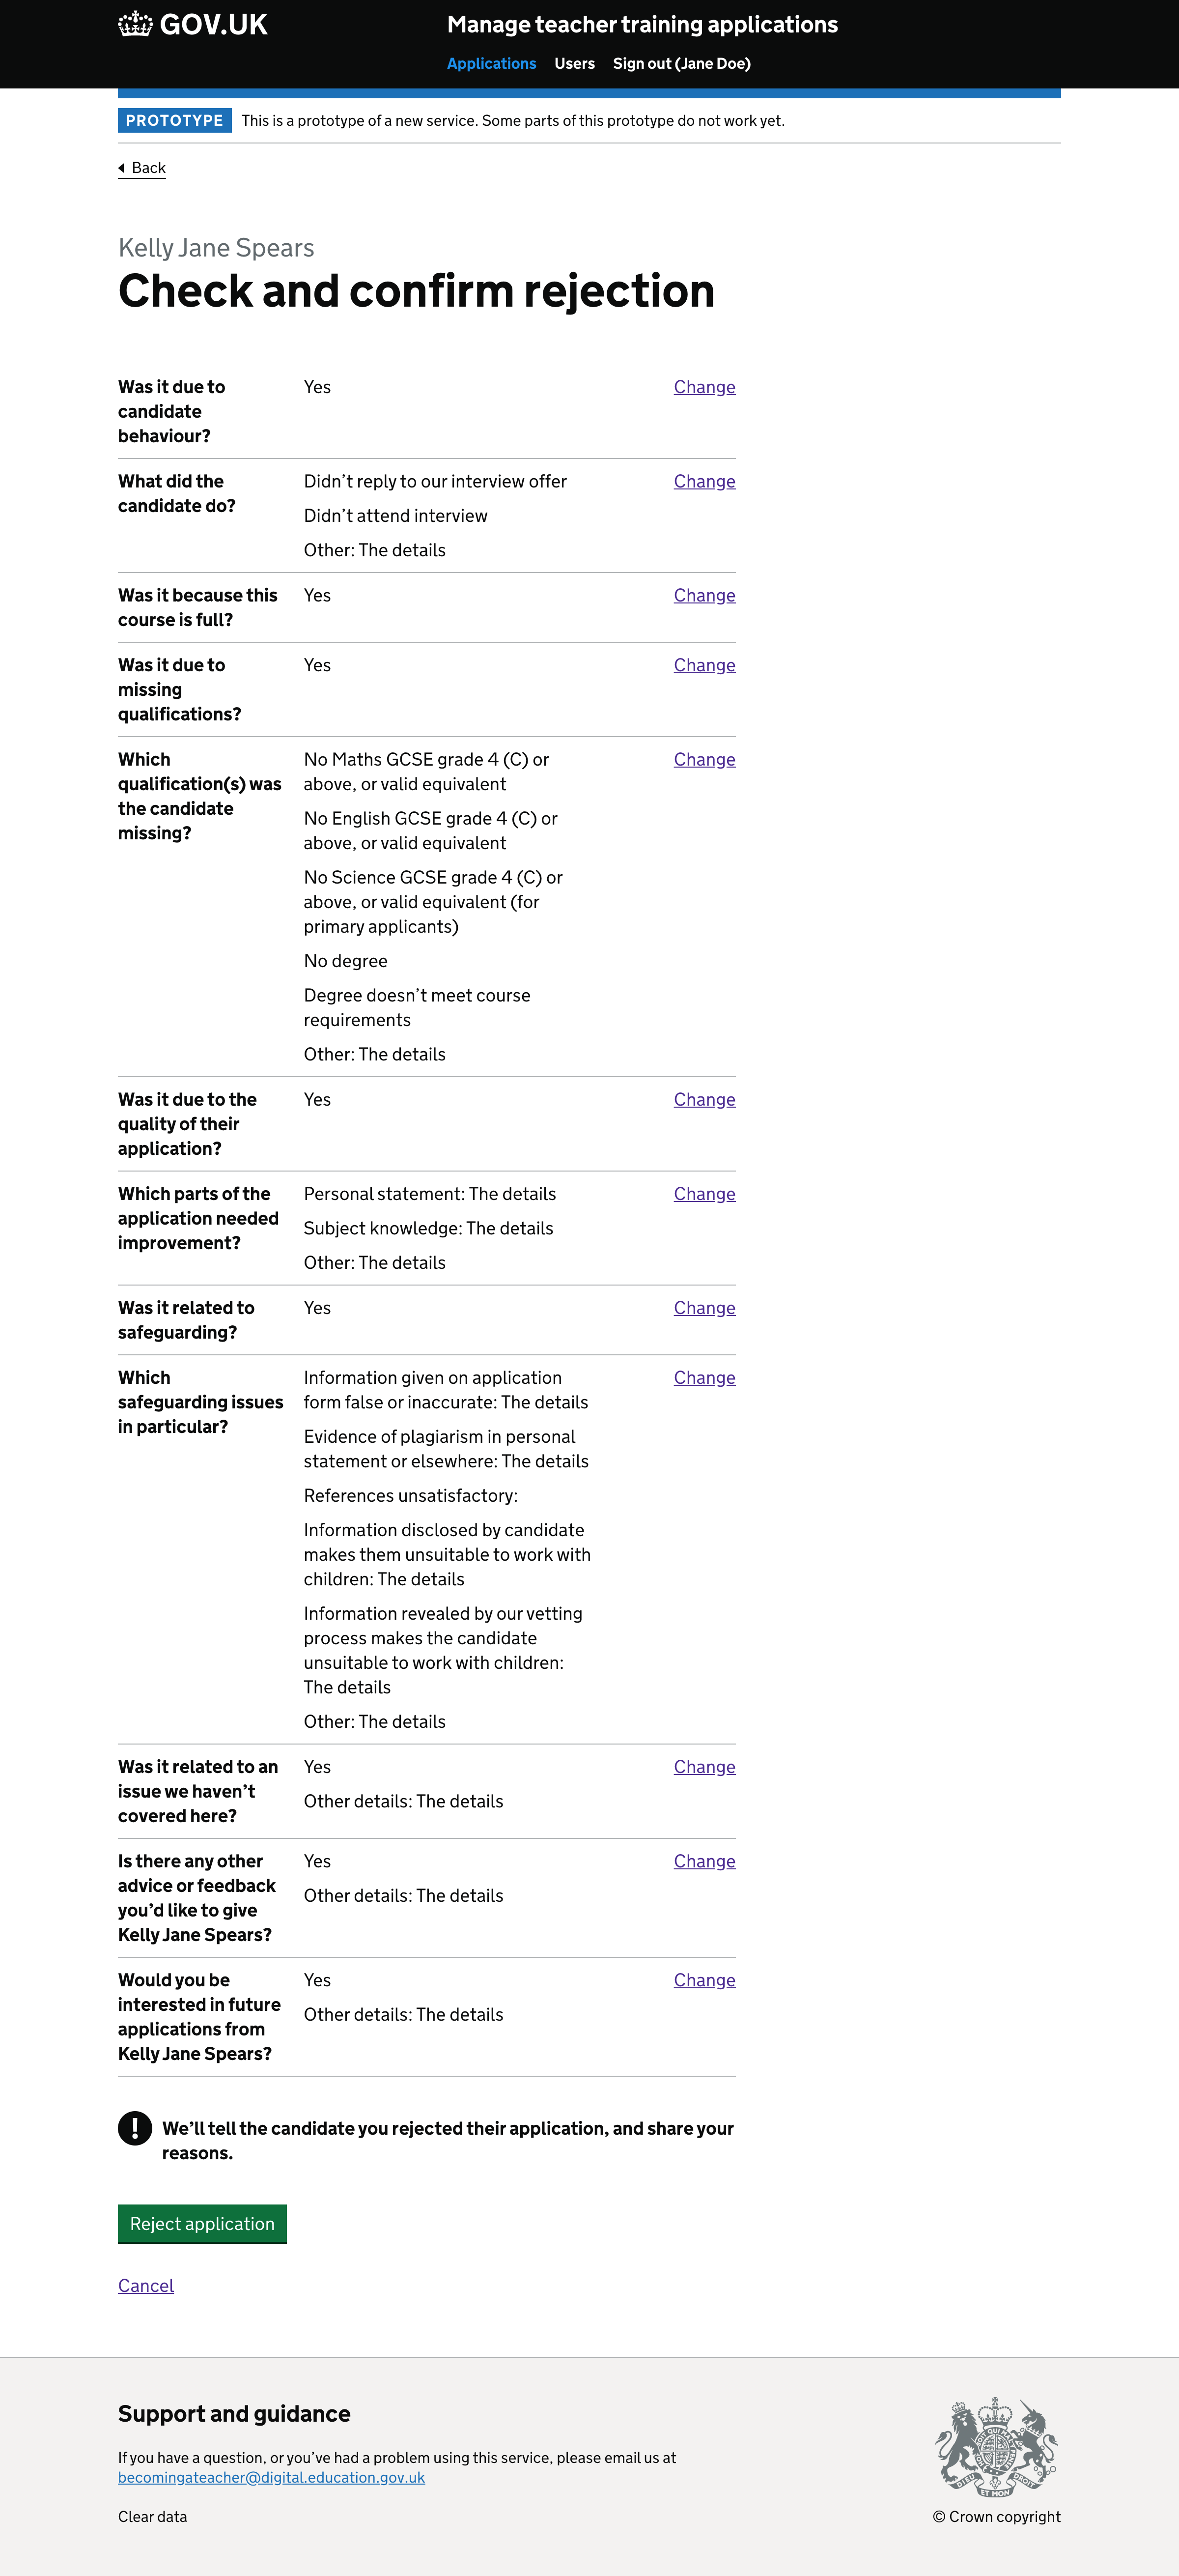 GOV.UK
Manage teacher training applications
Applications Users Sign out (Jane Doe)
PROTOTYPE This is a prototype of a new service. Some parts of this prototype do not work yet.
Back
Kelly Jane Spears
Check and confirm rejection
Was it due to
candidate
behaviour?
Yes
Change
What did the
candidate do?
Didn’t reply to our interview offer
Didn’t attend interview
Other: The details
Change
Was it because this
course is full?
Yes
Change
Was it due to
missing
qualifications?
Yes
Change
Which
qualification(s) was
the candidate
missing?
No Maths GCSE grade 4 (C) or
above, or valid equivalent
No English GCSE grade 4 (C) or
above, or valid equivalent
No Science GCSE grade 4 (C) or
above, or valid equivalent (for
primary applicants)
No degree
Degree doesn’t meet course
requirements
Other: The details
Change
Was it due to the
quality of their
application?
Yes
Change
Which parts of the
application needed
improvement?
Personal statement: The details
Subject knowledge: The details
Other: The details
Change
Was it related to
safeguarding?
Yes
Change
Which
safeguarding issues
in particular?
Information given on application
form false or inaccurate: The details
Evidence of plagiarism in personal
statement or elsewhere: The details
References unsatisfactory:
Information disclosed by candidate
makes them unsuitable to work with
children: The details
Information revealed by our vetting
process makes the candidate
unsuitable to work with children:
The details
Other: The details
Change
Was it related to an
issue we haven’t
covered here?
Yes
Other details: The details
Change
Is there any other
advice or feedback
you’d like to give
Kelly Jane Spears?
Yes
Other details: The details
Change
Would you be
interested in future
applications from
Kelly Jane Spears?
Yes
Other details: The details
Change
! We’ll tell the candidate you rejected their application, and share your
reasons.
Reject application
Cancel
Support and guidance
If you have a question, or you’ve had a problem using this service, please email us at
becomingateacher@digital.education.gov.uk
Clear data
DIEU ET MON DROIT
© Crown copyright